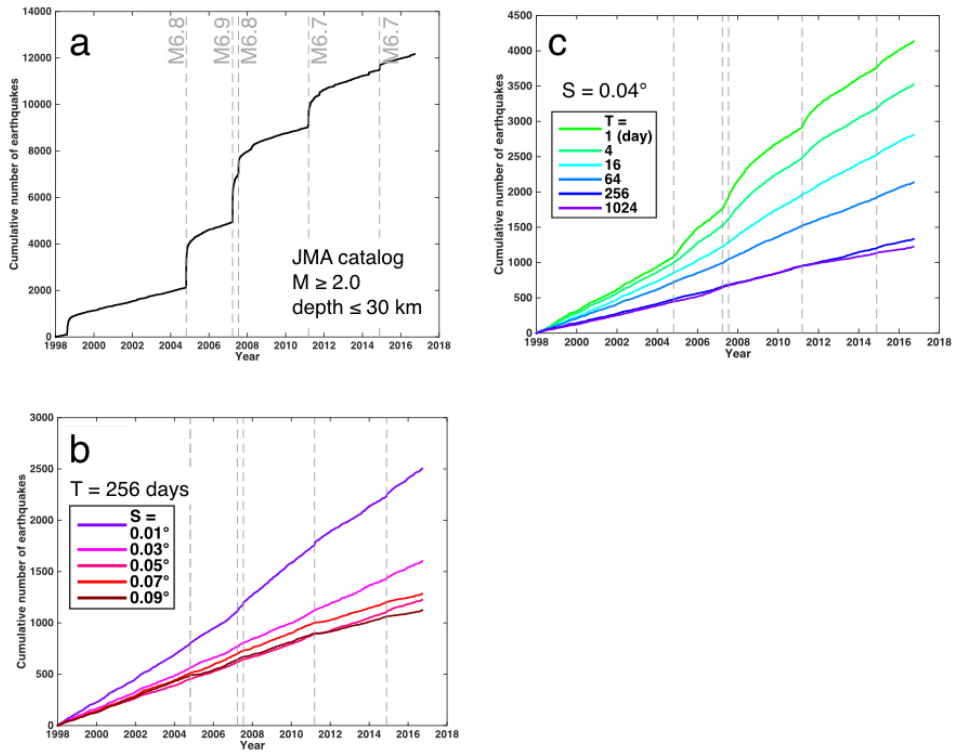 a
M6.8
M6.9
M6.8
M6.7
M6.7
14000
12000
10000
8000
6000
4000
2000
0
Cumulative number of earthquakes
JMA catalog
M ≥ 2.0
depth ≤ 30 km
1998 2000 2002 2004 2006 2008 2010 2012 2014 2016 2018
Year
c
4500
4000
3500
3000
2500
2000
1500
1000
500
0
Cumulative number of earthquakes
S = 0.04°
T =
1 (day)
4
16
64
256
1024
1998 2000 2002 2004 2006 2008 2010 2012 2014 2016 2018
Year
b
3000
2500
2000
1500
1000
500
0
Cumulative number of earthquakes
T = 256 days
S =
0.01°
0.03°
0.05°
0.07°
0.09°
1998 2000 2002 2004 2006 2008 2010 2012 2014 2016 2018
Year